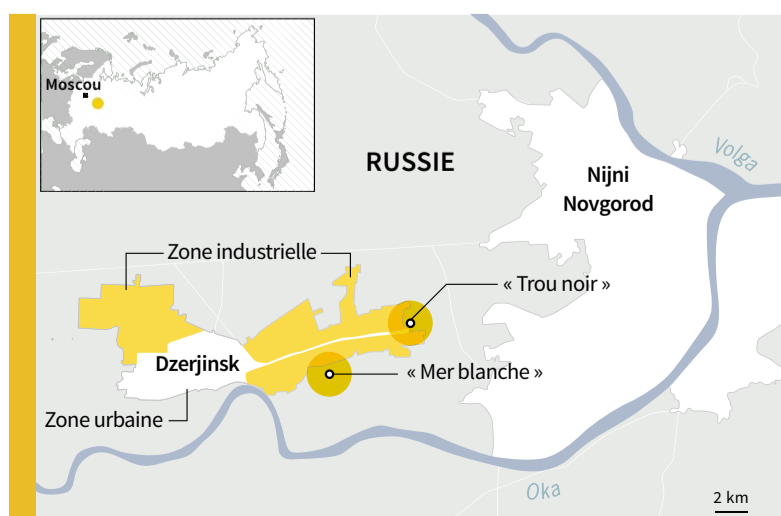 Moscou
RUSSIE
Volga
Nijni
Novgorod
Zone industrielle
« Trou noir »
Dzerjinsk
« Mer blanche »
Zone urbaine
Oka
2 km